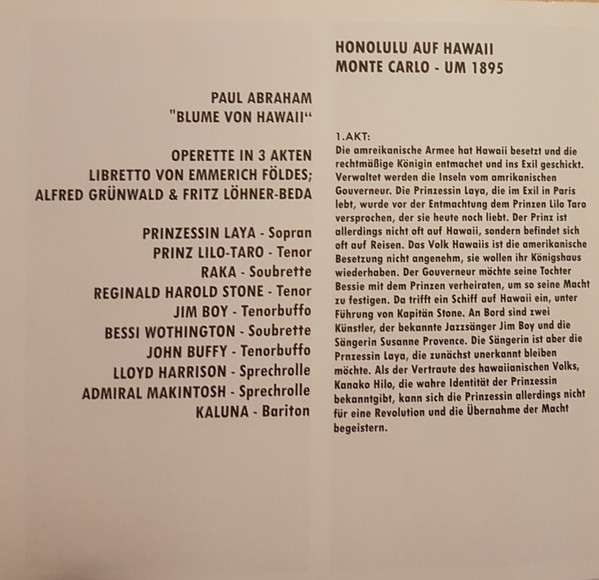 PAUL ABRAHAM
"BLUME VON HAWAII“
OPERETTE IN 3 AKTEN
LIBRETTO VON EMMERICH FÖLDES;
ALFRED GRÜNWALD & FRITZ LÖHNER-BEDA
PRINZESSIN LAYA - Sopran
PRINZ LILO-TARO - Tenor
RAKA - Soubrette
REGINALD HAROLD STONE - Tenor
JIM BOY - Tenorbuffo
BESSI WOTHINGTON - Soubrette
JOHN BUFFY - Tenorbuffo
LLOYD HARRISON - Sprechrolle
ADMIRAL MAKINTOSH - Sprechrolle
KALUNA - Bariton
HONOLULU AUF HAWAII
MONTE CARLO - UM 1895
1.AKT:
Die amreikanische Armee hat Hawaii besetzt und die
rechtmäßige Königin entmachet und ins Exil geschickt.
Verwaltet werden die Inseln vom amrikanischen
Gouverneur. Die Prinzessin Laya, die im Exil in Paris
lebt, wurde vor der Entmachtung dem Prinzen Lilo Taro
versprochen, der sie heute noch liebt. Der Prinz ist
allerdings nicht oft auf Hawaii, sondern befindet sich
oft auf Reisen. Das Volk Hawaiis ist die amerikanische
Besetzung nicht angenehm, sie wollen ihr Königshaus
wiederhaben. Der Gouverneur möchte seine Tochter
Bessie mit dem Prinzen verheiraten, um so seine Macht
zu festigen. Da trifft ein Schiff auf Hawaii ein, unter
Führung von Kapitän Stone. An Bord sind zwei
Künstler, der bekannte Jazzsänger Jim Boy und die
Sängerin Susanne Provence. Die Sängerin ist aber die
Prnzessin Laya, die zunächst unerkannt bleiben
möchte. Als der Vertraute des hawaiianischen Volks,
Kanako Hilo, die wahre Identität der Prinzessin
bekanntgibt, kann sich die Prinzessin allerdings nicht
für eine Revolution und die Übernahme der Macht
begeistern.